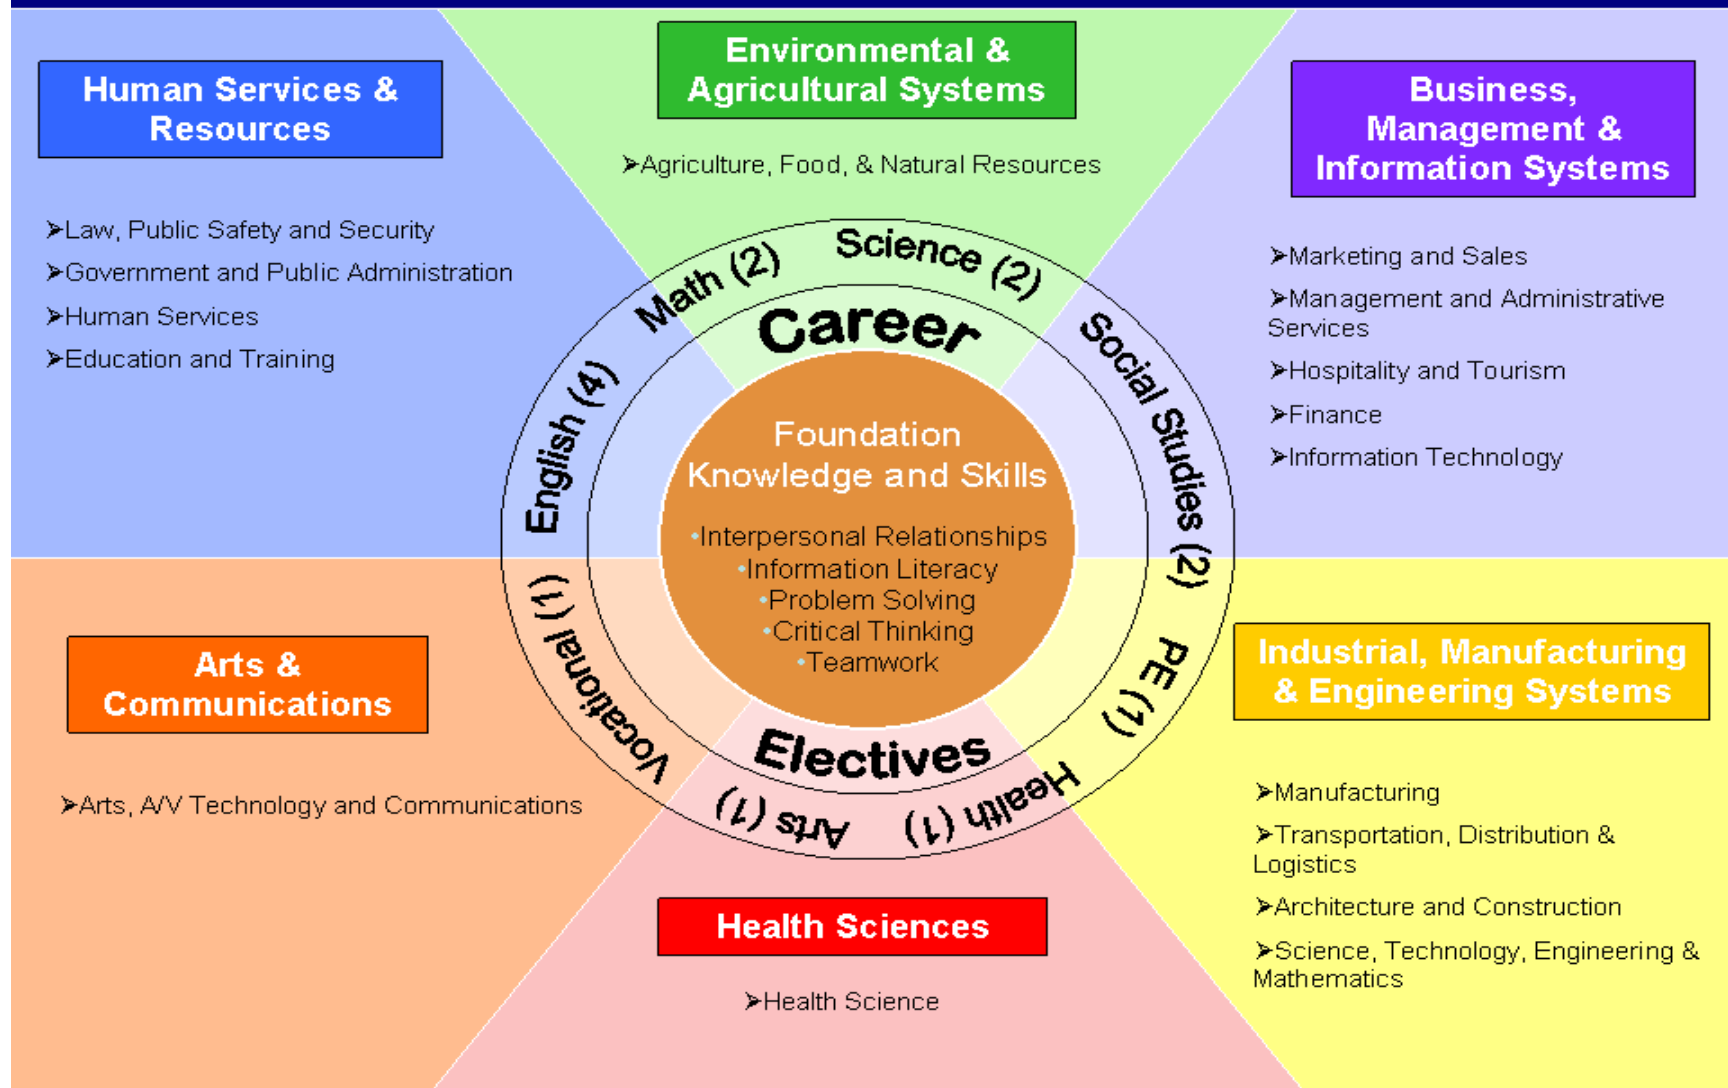 Human Services &
Resources
➤Law, Public Safety and Security
➤Government and Public Administration
➤Human Services
➤Education and Training
Environmental &
Agricultural Systems
➤Agriculture, Food, & Natural Resources
Business,
Management &
Information Systems
➤Marketing and Sales
➤Management and Administrative
Services
➤Hospitality and Tourism
➤Finance
➤Information Technology
English (4)
Math (2)
Science (2)
Social Studies (2)
PE (1)
Health (1)
Arts (1)
Vocational (1)
Career
Foundation
Knowledge and Skills
•Interpersonal Relationships
•Information Literacy
•Problem Solving
•Critical Thinking
•Teamwork
Electives
Arts &
Communications
➤Arts, A/V Technology and Communications
Health Sciences
➤Health Science
Industrial, Manufacturing
& Engineering Systems
➤Manufacturing
➤Transportation, Distribution &
Logistics
➤Architecture and Construction
➤Science, Technology, Engineering &
Mathematics